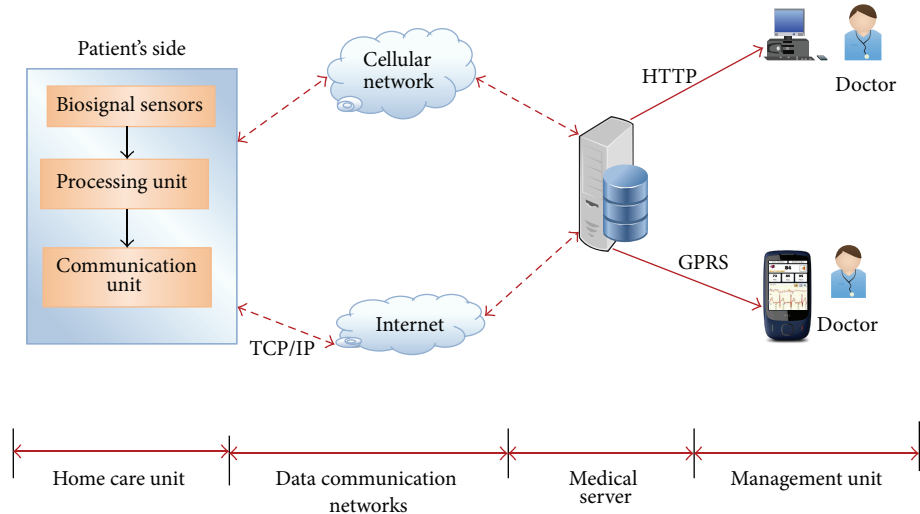 Patient's side
Biosignal sensors
Processing unit
Communication
unit
Cellular
network
Internet
TCP/IP
HTTP
GPRS
Doctor
84
Doctor
Home care unit
Data communication
networks
Medical
server
Management unit